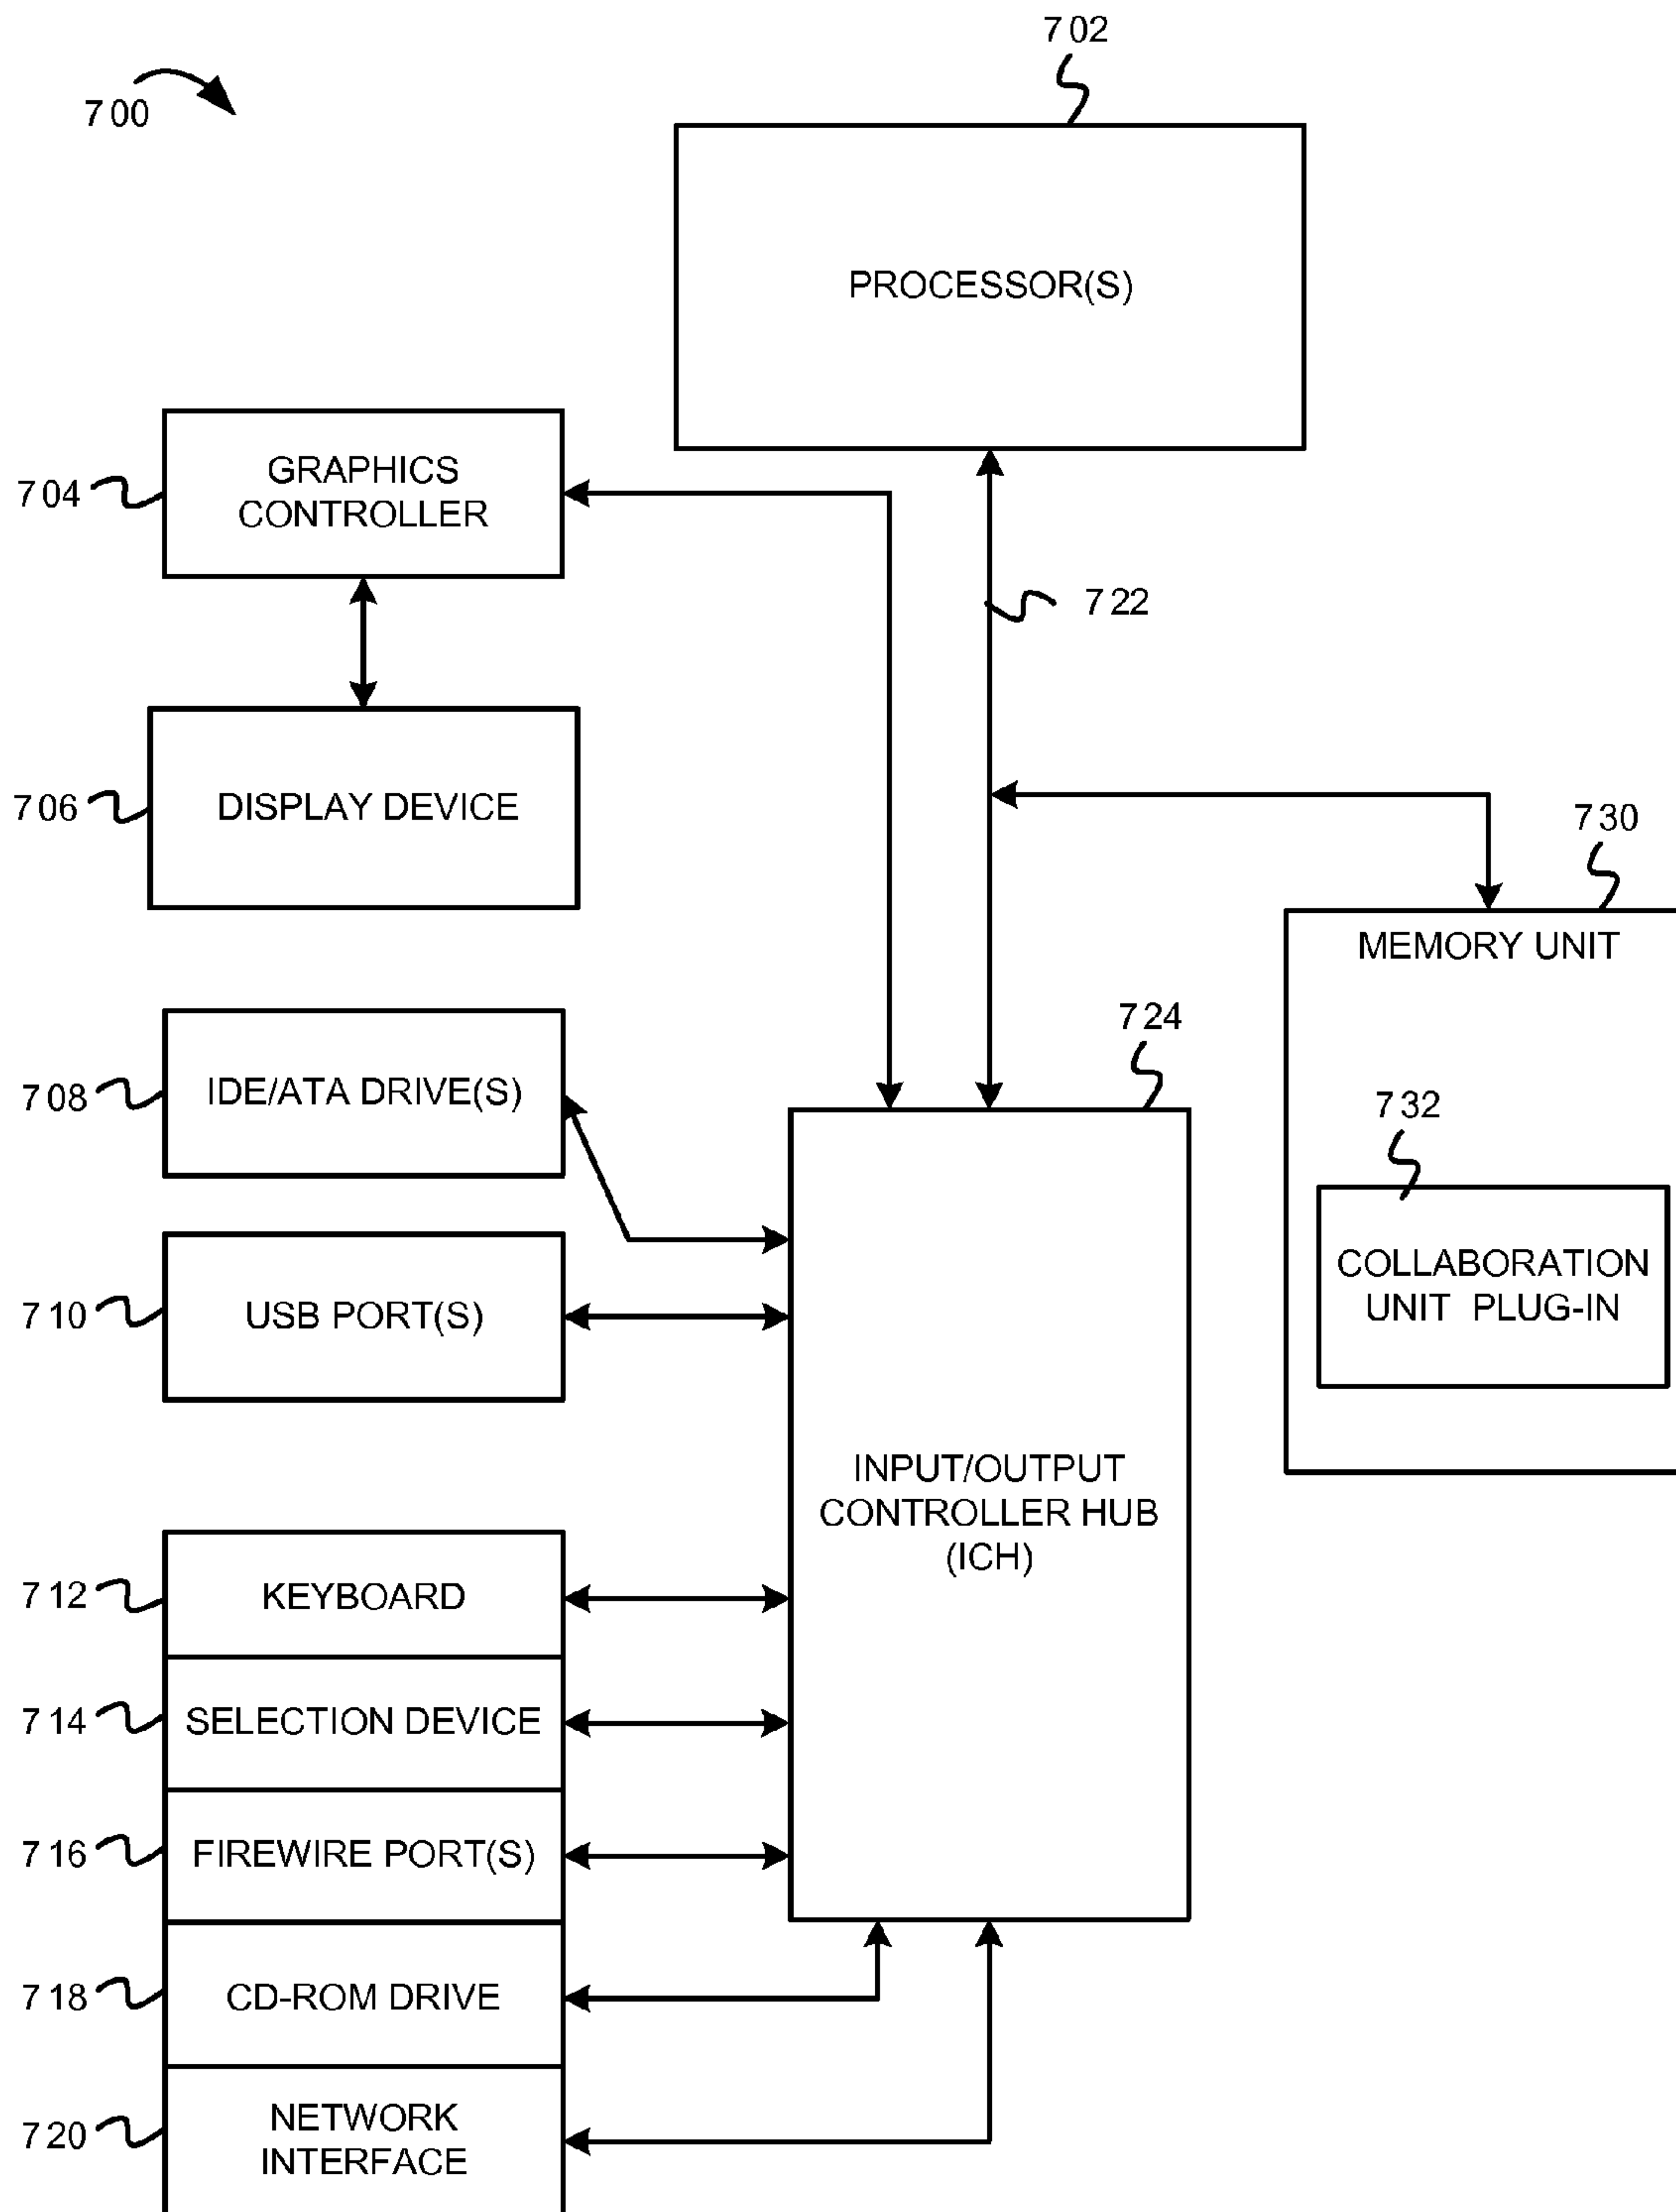 702
700
PROCESSOR(S)
GRAPHICS
CONTROLLER
704
722
706
DISPLAY DEVICE
730
MEMORY UNIT
724
708
IDE/ATA DRIVE(S)
732
COLLABORATION
UNIT PLUG-IN
710
USB PORT(S)
INPUT/OUTPUT
CONTROLLER HUB
(ICH)
712
KEYBOARD
714
SELECTION DEVICE
716
FIREWIRE PORT(S)
718
CD-ROM DRIVE
720
NETWORK
INTERFACE